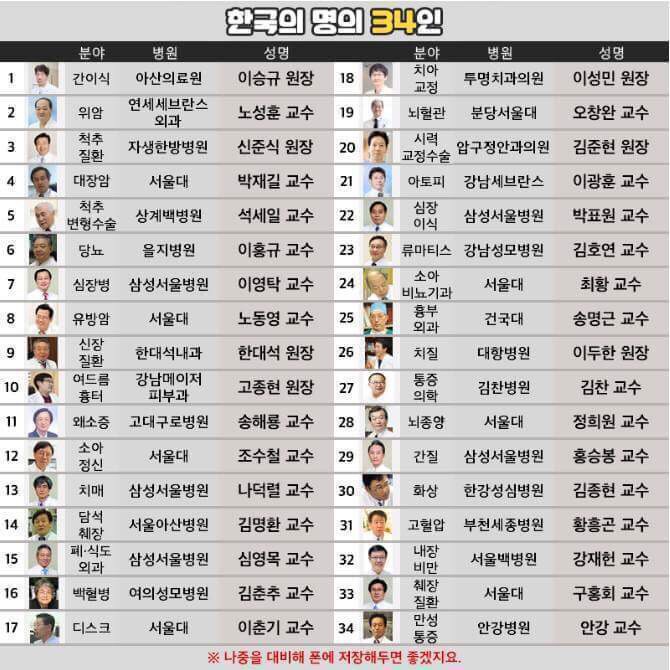 한국의 명의 34인
분야 병원 성명
1 간이식 아산의료원 이승규 원장
2 위암 연세세브란스 외과 노성훈 교수
3 척추 질환 자생한방병원 신준식 원장
4 대장암 서울대 박재길 교수
5 척추 변형수술 상계백병원 석세일 교수
6 당뇨 을지병원 이홍규 교수
7 심장병 삼성서울병원 이영탁 교수
8 유방암 서울대 노동영 교수
9 신장 질환 한대석내과 한대석 원장
10 여드름 흉터 강남메이저 피부과 고종현 원장
11 왜소증 고대구로병원 송해룡 교수
12 소아 정신 서울대 조수철 교수
13 치매 삼성서울병원 나덕렬 교수
14 담석 췌장 서울아산병원 김명환 교수
15 폐·식도 외과 삼성서울병원 심영목 교수
16 백혈병 여의성모병원 김춘추 교수
17 디스크 서울대 이춘기 교수
분야 병원 성명
18 치아 교정 투명치과의원 이성민 원장
19 뇌혈관 분당서울대 오창완 교수
20 시력 교정수술 압구정안과의원 김준현 원장
21 아토피 강남세브란스 이광훈 교수
22 심장 이식 삼성서울병원 박표원 교수
23 류마티스 강남성모병원 김호연 교수
24 소아 비뇨기과 서울대 최황 교수
25 흉부 외과 건국대 송명근 교수
26 치질 대항병원 이두한 원장
27 통증 의학 김찬병원 김찬 교수
28 뇌종양 서울대 정희원 교수
29 간질 삼성서울병원 홍승봉 교수
30 화상 한강성심병원 김종현 교수
31 고혈압 부천세종병원 황흥곤 교수
32 내장 비만 서울백병원 강재헌 교수
33 췌장 질환 서울대 구홍회 교수
34 만성 통증 안강병원 안강 교수
※ 나중을 대비해 폰에 저장해두면 좋겠지요.